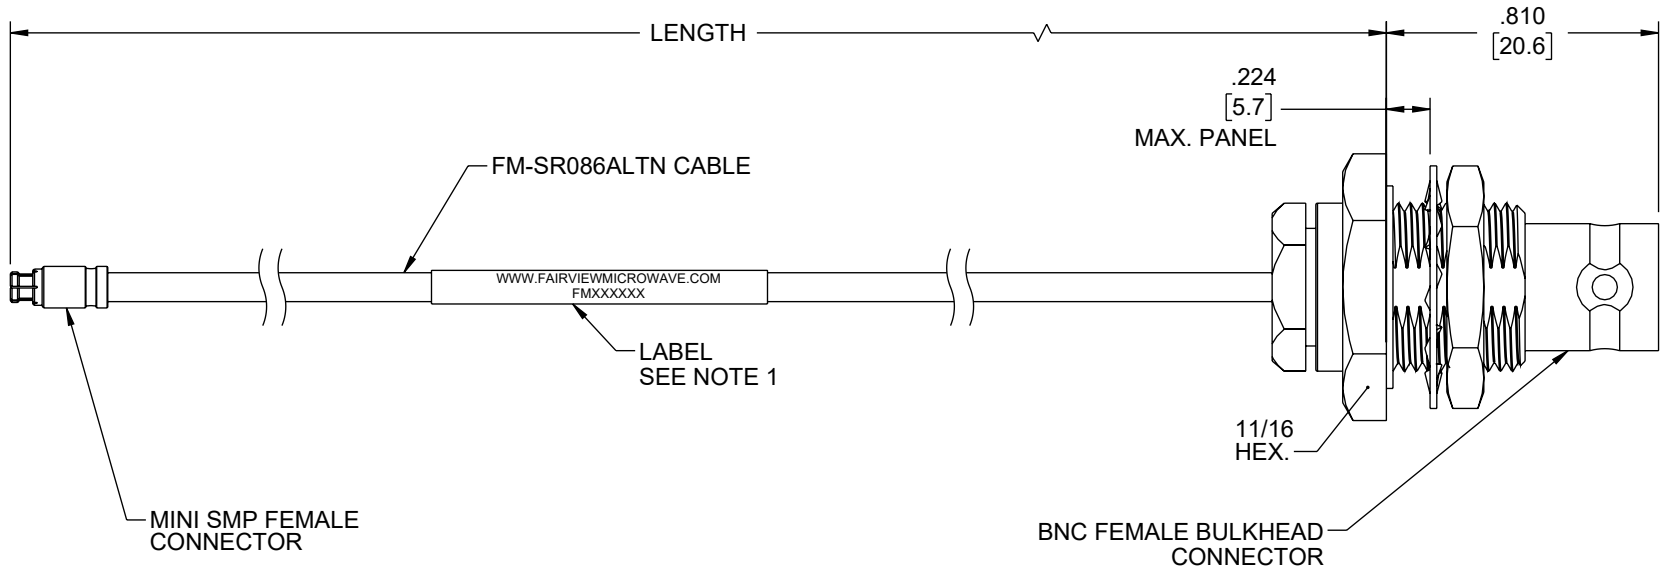 LENGTH
.810
[20.6]
.224
[5.7]
MAX. PANEL
FM-SR086ALTN CABLE
WWW.FAIRVIEWMICROWAVE.COM
FMXXXXXX
LABEL
SEE NOTE 1
11/16
HEX.
MINI SMP FEMALE
CONNECTOR
BNC FEMALE BULKHEAD
CONNECTOR